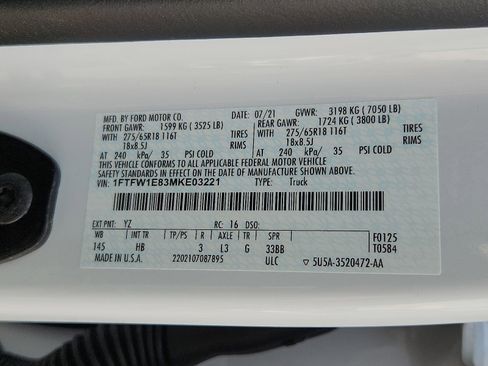 MFD. BY FORD MOTOR CO. DATE: 07/21 GVWR: 3198 KG ( 7050 LB)
FRONT GAWR: 1599 KG ( 3525 LB) REAR GAWR: 1724 KG ( 3800 LB)
WITH 275/65R18 116T TIRES WITH 275/65R18 116T TIRES
18x8.5J RIMS 18x8.5J RIMS
AT 240 kPa/ 35 PSI COLD AT 240 kPa/ 35 PSI COLD
THIS VEHICLE CONFORMS TO ALL APPLICABLE FEDERAL MOTOR VEHICLE
SAFETY STANDARDS IN EFFECT ON THE DATE OF MANUFACTURE SHOWN ABOVE.
VIN: 1FTFW1E83MKE03221 TYPE: Truck
EXT PNT: YZ RC: 16 DSO: F0125
WB INT TR TP/PS R AXLE TR SPR T0584
145 HB 3 L3 G 33BB
MADE IN U.S.A. 2202107087895 ULC ▽ 5U5A-3520472-AA